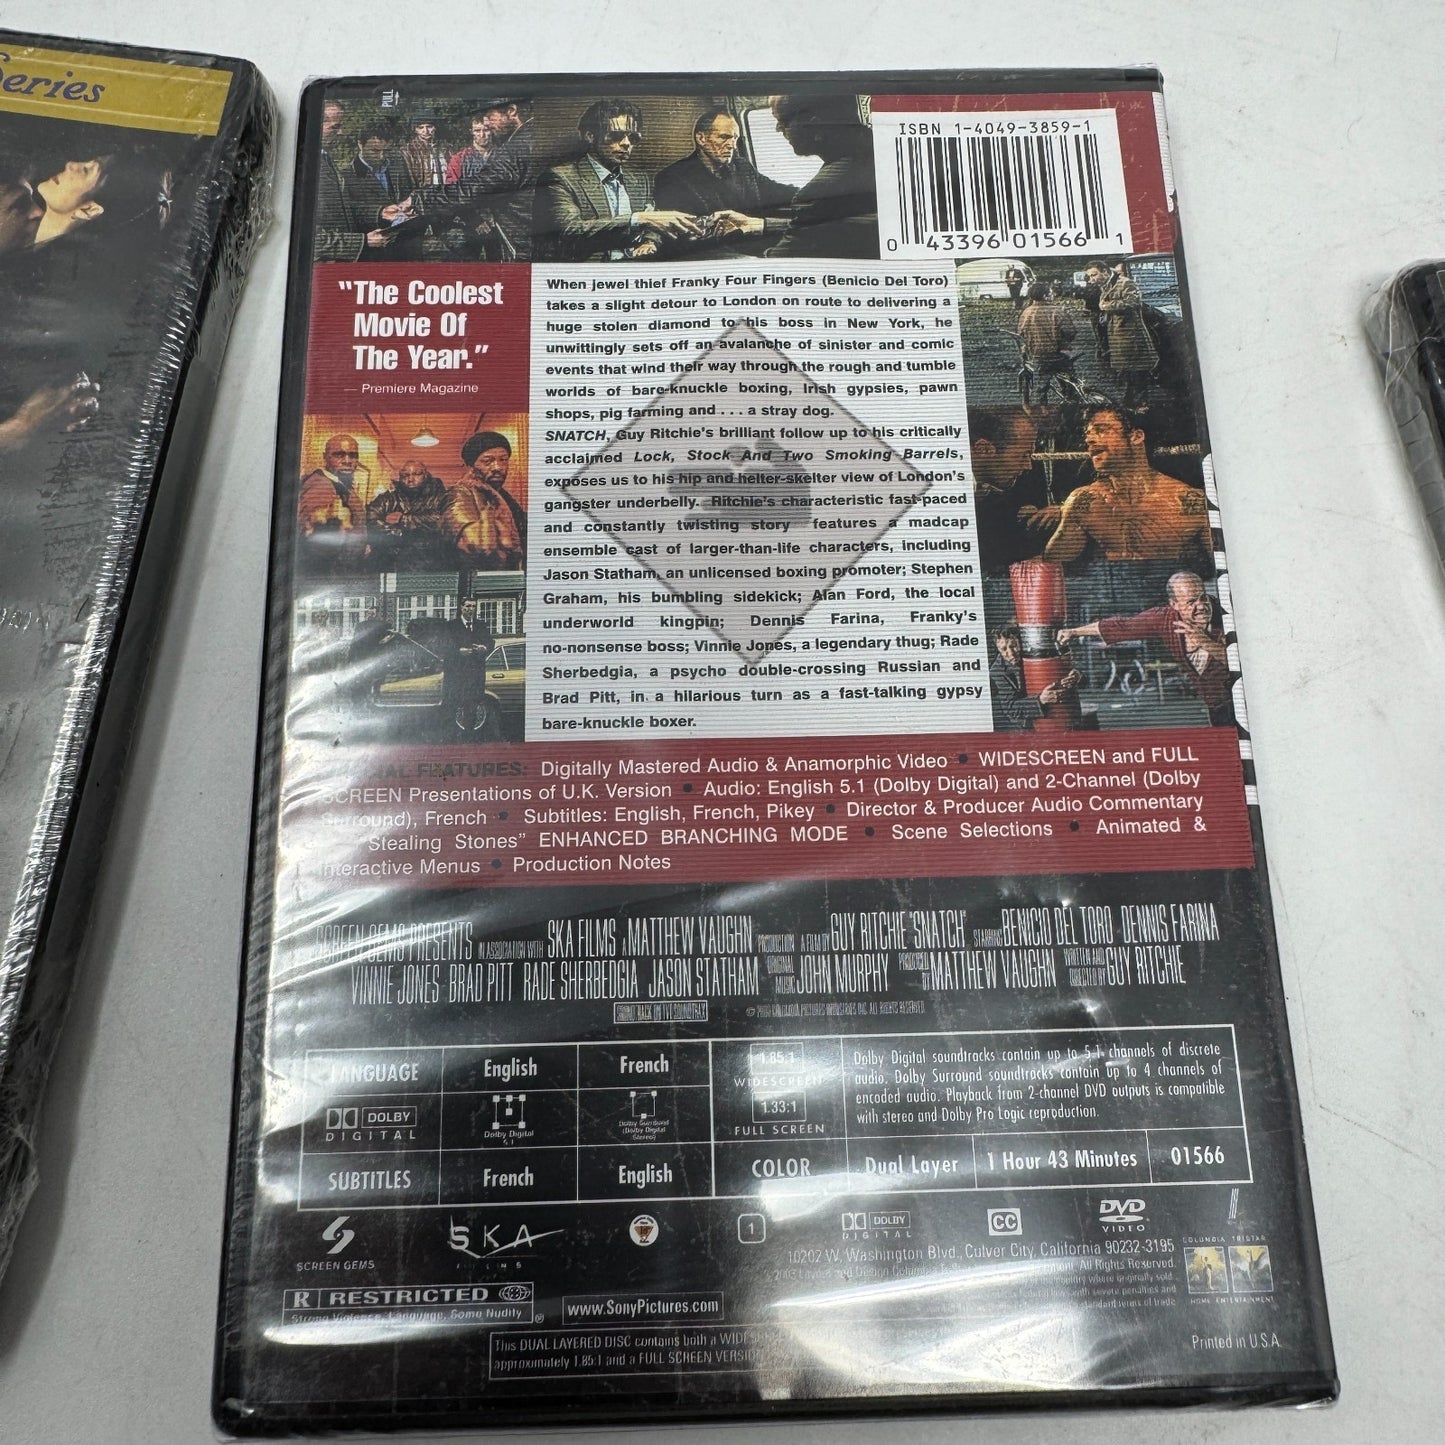 Series
PULL
ISBN 1-4049-3859-1
0 43396 01566 1
"The Coolest
Movie Of
The Year."
— Premiere Magazine
When jewel thief Franky Four Fingers (Benicio Del Toro)
takes a slight detour to London on route to delivering a
huge stolen diamond to his boss in New York, he
unwittingly sets off an avalanche of sinister and comic
events that wind their way through the rough and tumble
worlds of bare-knuckle boxing, Irish gypsies, pawn
shops, pig farming and . . . a stray dog.
SNATCH, Guy Ritchie's brilliant follow up to his critically
acclaimed Lock, Stock And Two Smoking Barrels,
exposes us to his hip and helter-skelter view of London's
gangster underbelly. Ritchie's characteristic fast-paced
and constantly twisting story features a madcap
ensemble cast of larger-than-life characters, including
Jason Statham, an unlicensed boxing promoter; Stephen
Graham, his bumbling sidekick; Alan Ford, the local
underworld kingpin; Dennis Farina, Franky's
no-nonsense boss; Vinnie Jones, a legendary thug; Rade
Sherbedgia, a psycho double-crossing Russian and
Brad Pitt, in a hilarious turn as a fast-talking gypsy
bare-knuckle boxer.
FEATURES: Digitally Mastered Audio & Anamorphic Video • WIDESCREEN and FULL
SCREEN Presentations of U.K. Version • Audio: English 5.1 (Dolby Digital) and 2-Channel (Dolby
Surround), French • Subtitles: English, French, Pikey • Director & Producer Audio Commentary
"Stealing Stones" ENHANCED BRANCHING MODE • Scene Selections • Animated &
Interactive Menus • Production Notes
SCREEN GEMS PRESENTS IN ASSOCIATION WITH SKA FILMS A MATTHEW VAUGHN PRODUCTION A FILM BY GUY RITCHIE "SNATCH" STARRING BENICIO DEL TORO DENNIS FARINA
VINNIE JONES BRAD PITT RADE SHERBEDGIA JASON STATHAM ORIGINAL MUSIC JOHN MURPHY PRODUCED BY MATTHEW VAUGHN WRITTEN AND DIRECTED BY GUY RITCHIE
SOUNDTRACK ON TVT SOUNDTRAX
LANGUAGE English French
DOLBY DIGITAL Dolby Digital 5.1 Dolby Surround (Dolby Digital Stereo)
SUBTITLES French English
1.85:1
WIDESCREEN
1.33:1
FULL SCREEN
Dolby Digital soundtracks contain up to 5.1 channels of discrete
audio. Dolby Surround soundtracks contain up to 4 channels of
encoded audio. Playback from 2-channel DVD outputs is compatible
with stereo and Dolby Pro Logic reproduction.
COLOR Dual Layer 1 Hour 43 Minutes 01566
SCREEN GEMS
SKA
FILMS
1
DOLBY
DIGITAL
CC
DVD
VIDEO
COLUMBIA TRISTAR
HOME ENTERTAINMENT
10202 W. Washington Blvd., Culver City, California 90232-3195
All Rights Reserved.
R RESTRICTED
Strong Violence, Language, Some Nudity
www.SonyPictures.com
This DUAL LAYERED DISC contains both a
approximately 1.85:1 and a FULL SCREEN
Printed in U.S.A.